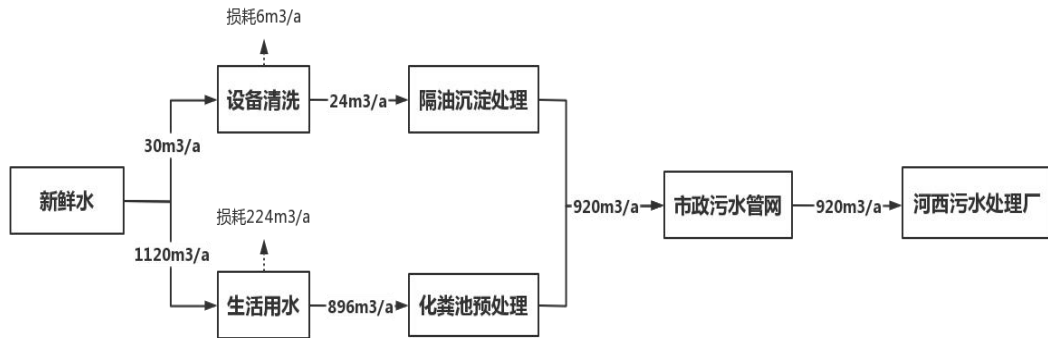 损耗6m3/a
设备清洗
24m3/a
隔油沉淀处理
30m3/a
新鲜水
1120m3/a
损耗224m3/a
生活用水
896m3/a
化粪池预处理
920m3/a
市政污水管网
920m3/a
河西污水处理厂